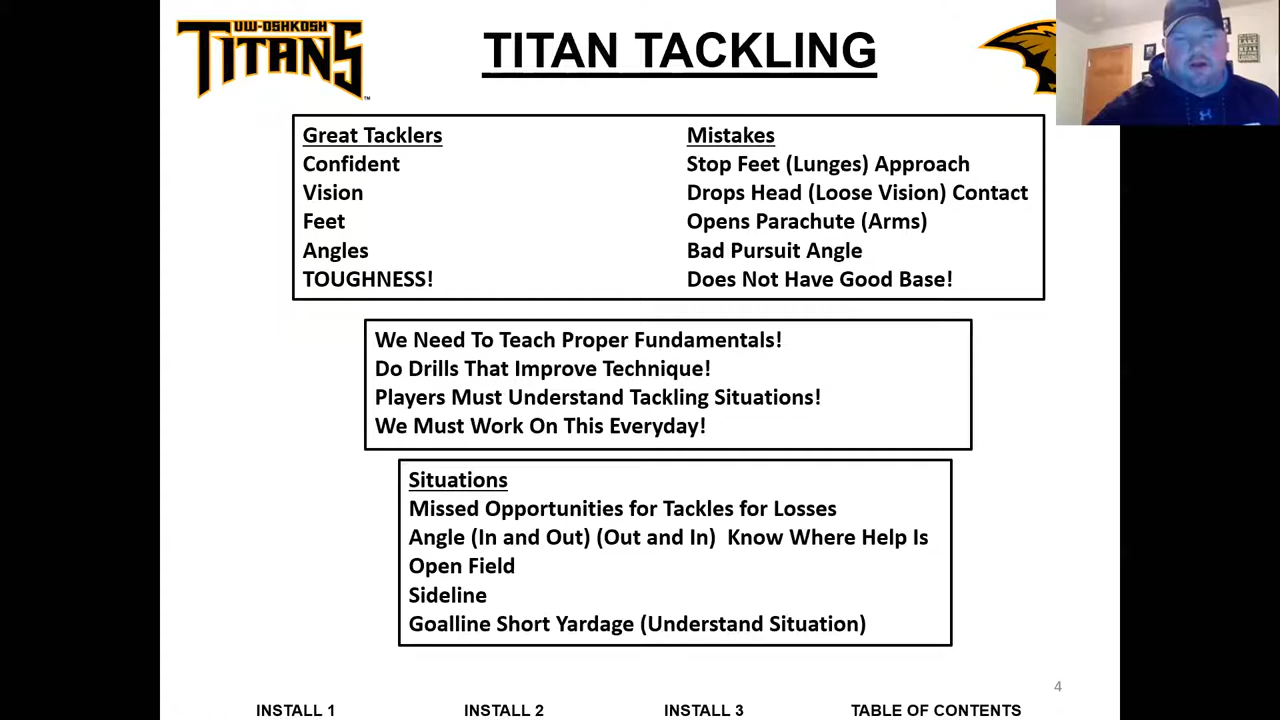 UW-OSHKOSH
TITANS
TITAN TACKLING
Great Tacklers
Confident
Vision
Feet
Angles
TOUGHNESS!
Mistakes
Stop Feet (Lunges) Approach
Drops Head (Loose Vision) Contact
Opens Parachute (Arms)
Bad Pursuit Angle
Does Not Have Good Base!
We Need To Teach Proper Fundamentals!
Do Drills That Improve Technique!
Players Must Understand Tackling Situations!
We Must Work On This Everyday!
Situations
Missed Opportunities for Tackles for Losses
Angle (In and Out) (Out and In)  Know Where Help Is
Open Field
Sideline
Goalline Short Yardage (Understand Situation)
4
INSTALL 1
INSTALL 2
INSTALL 3
TABLE OF CONTENTS